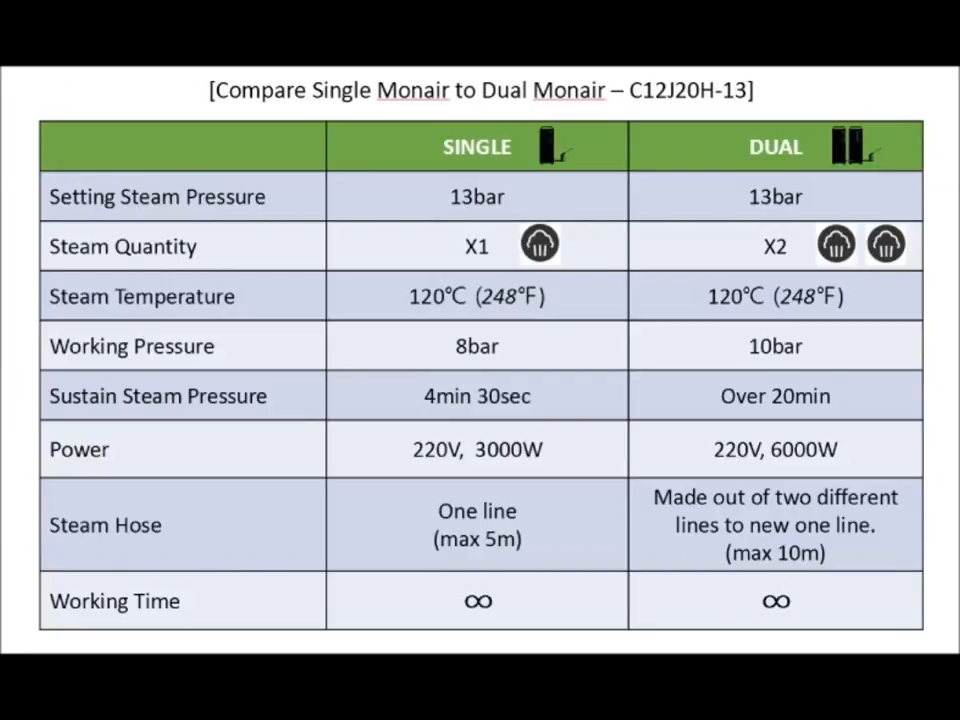 [Compare Single Monair to Dual Monair – C12J20H-13]
SINGLE DUAL
Setting Steam Pressure 13bar 13bar
Steam Quantity X1 X2
Steam Temperature 120℃ (248℉) 120℃ (248℉)
Working Pressure 8bar 10bar
Sustain Steam Pressure 4min 30sec Over 20min
Power 220V, 3000W 220V, 6000W
Steam Hose
One line
(max 5m)
Made out of two different
lines to new one line.
(max 10m)
Working Time ∞ ∞